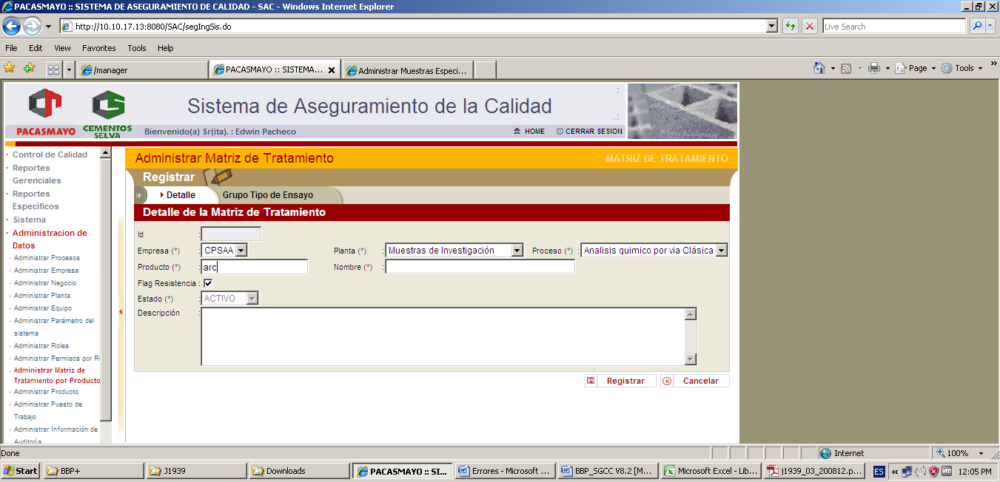 PACASMAYO :: SISTEMA DE ASEGURAMIENTO DE CALIDAD - SAC - Windows Internet Explorer
http://10.10.17.13:8080/SAC/segIngSis.do
Live Search
File Edit View Favorites Tools Help
/manager
PACASMAYO :: SISTEMA...
Administrar Muestras Especi...
Page
Tools
»
PACASMAYO
CEMENTOS SELVA
Sistema de Aseguramiento de la Calidad
Bienvenido(a) Sr(ita). : Edwin Pacheco
HOME
CERRAR SESION
· Control de Calidad
· Reportes
Gerenciales
· Reportes
Específicos
· Sistema
· Administracion de
Datos
· Administrar Procesos
· Administrar Empresa
· Administrar Negocio
· Administrar Planta
· Administrar Equipo
· Administrar Parámetro del
sistema
· Administrar Roles
· Administrar Permisos por R
· Administrar Matriz de
Tratamiento por Producto
· Administrar Producto
· Administrar Puesto de
Trabajo
· Administrar Información de
Auditoría
Administrar Matriz de Tratamiento
MATRIZ DE TRATAMIENTO
Registrar
Detalle
Grupo Tipo de Ensayo
Detalle de la Matriz de Tratamiento
Id :
Empresa (*) : CPSAA
Planta (*) : Muestras de Investigación
Proceso (*) : Analisis quimico por via Clásica
Producto (*) : arc
Nombre (*) :
Flag Resistencia :
Estado (*) : ACTIVO
Descripción :
Registrar
Cancelar
Done
Internet
100%
Start
BBP+
J1939
Downloads
PACASMAYO :: SI...
Errores - Microsoft ...
BBP_SGCC V8.2 [M...
Microsoft Excel - Lib...
j1939_03_200812.p...
ES
«
12:05 PM